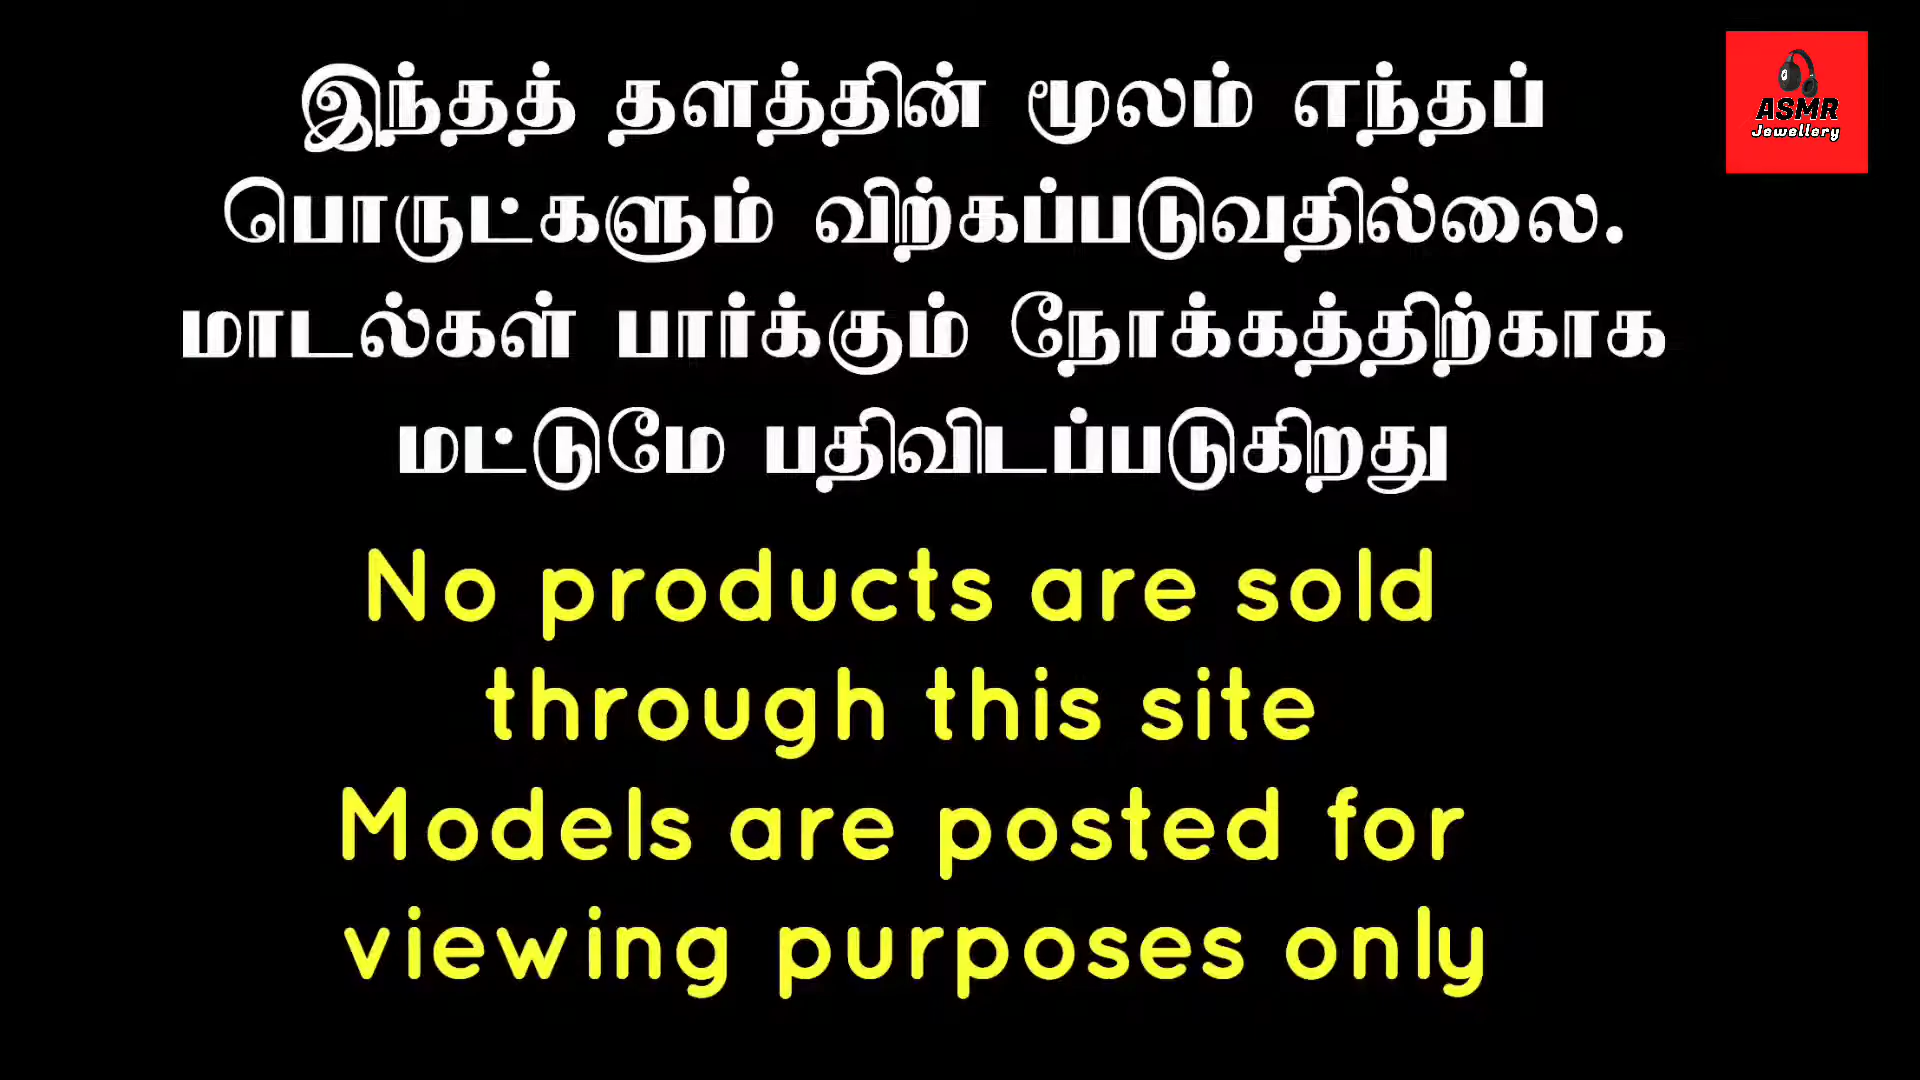 இந்தத் தளத்தின் மூலம் எந்தப்
பொருட்களும் விற்கப்படுவதில்லை.
மாடல்கள் பார்க்கும் நோக்கத்திற்காக
மட்டுமே பதிவிடப்படுகிறது
No products are sold
through this site
Models are posted for
viewing purposes only
ASMR
Jewellery